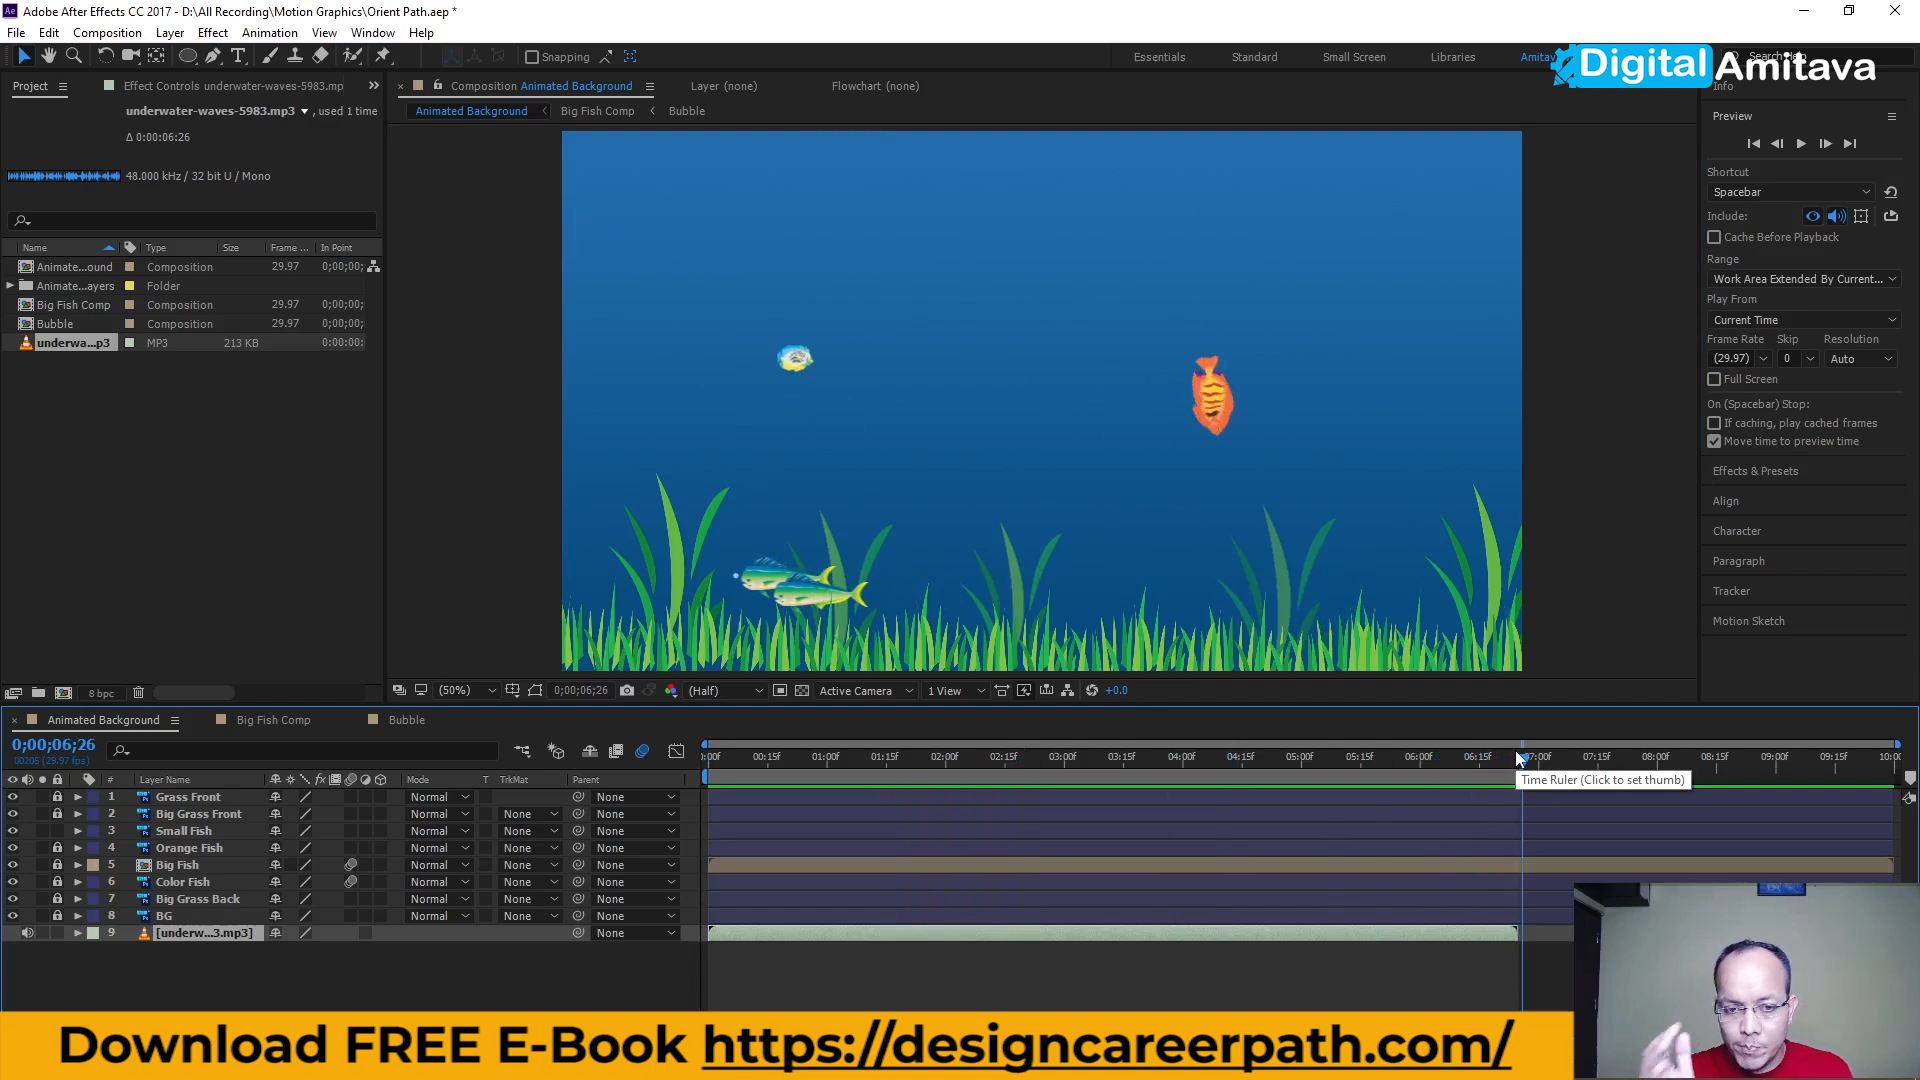 Adobe After Effects CC 2017 - D:\All Recording\Motion Graphics\Orient Path.aep *
File Edit Composition Layer Effect Animation View Window Help
Snapping
Essentials Standard Small Screen Libraries Amitav
Search Help
Digital Amitava
Project
Effect Controls underwater-waves-5983.mp
Composition Animated Background
Layer (none)
Flowchart (none)
Info
underwater-waves-5983.mp3 , used 1 time
Animated Background Big Fish Comp Bubble
Preview
Δ 0:00:06:26
48.000 kHz / 32 bit U / Mono
Shortcut
Spacebar
Include:
Cache Before Playback
Range
Work Area Extended By Current...
Play From
Current Time
Frame Rate Skip Resolution
(29.97) 0 Auto
Full Screen
On (Spacebar) Stop:
If caching, play cached frames
Move time to preview time
Effects & Presets
Align
Character
Paragraph
Tracker
Motion Sketch
Name Type Size Frame ... In Point
Animate...ound Composition 29.97 0;00;00;
Animate...ayers Folder
Big Fish Comp Composition 29.97 0;00;00;
Bubble Composition 29.97 0;00;00;
underwa...p3 MP3 213 KB 0:00:00:
8 bpc
(50%) 0;00;06;26 (Half) Active Camera 1 View +0.0
Animated Background Big Fish Comp Bubble
0;00;06;26
00206 (29.97 fps)
:00f 00:15f 01:00f 01:15f 02:00f 02:15f 03:00f 03:15f 04:00f 04:15f 05:00f 05:15f 06:00f 06:15f 07:00f 07:15f 08:00f 08:15f 09:00f 09:15f 10:00
Time Ruler (Click to set thumb)
# Layer Name fx Mode T TrkMat Parent
1 Grass Front Normal None
2 Big Grass Front Normal None None
3 Small Fish Normal None None
4 Orange Fish Normal None None
5 Big Fish Normal None None
6 Color Fish Normal None None
7 Big Grass Back Normal None None
8 BG Normal None None
9 [underw...3.mp3] None
Download FREE E-Book https://designcareerpath.com/